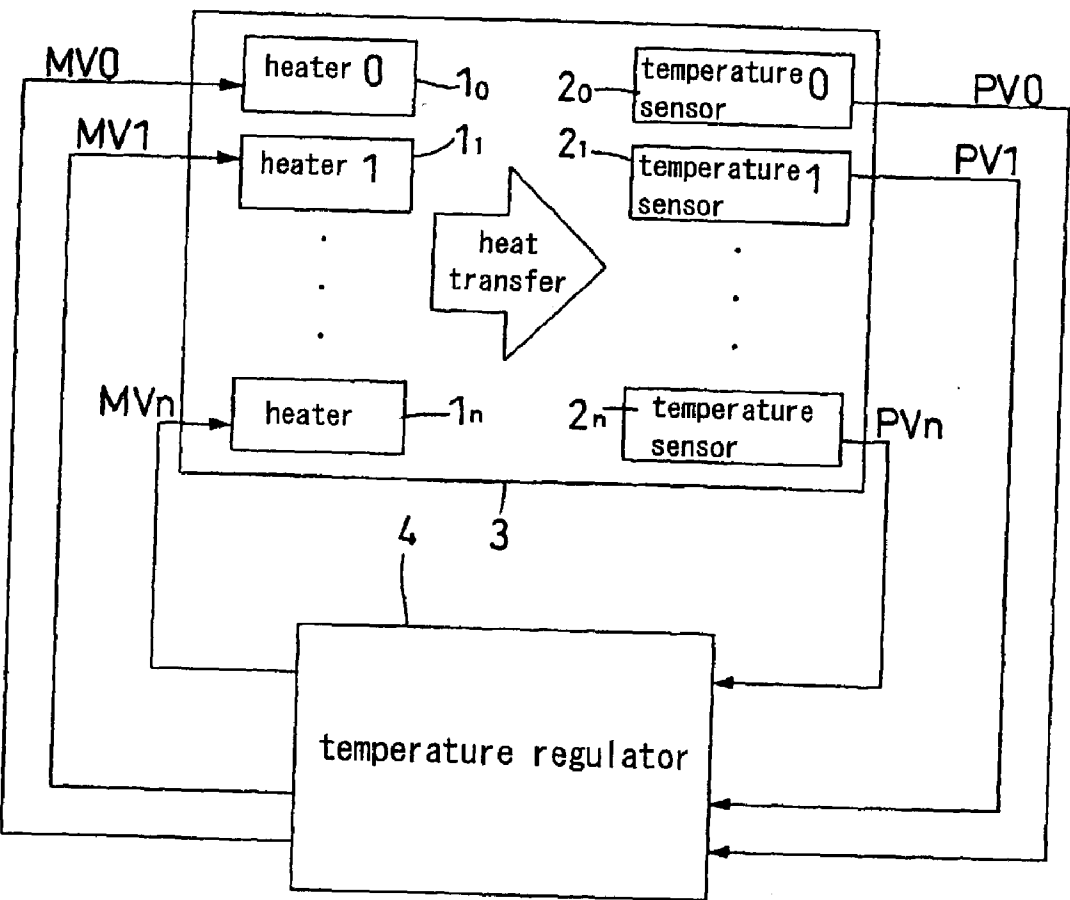 MV0
heater 0
1₀
2₀
temperature 0
sensor
PV0
MV1
heater 1
1₁
2₁
temperature 1
sensor
PV1
heat
transfer
MVn
heater
1n
2n
temperature
sensor
PVn
3
4
temperature regulator